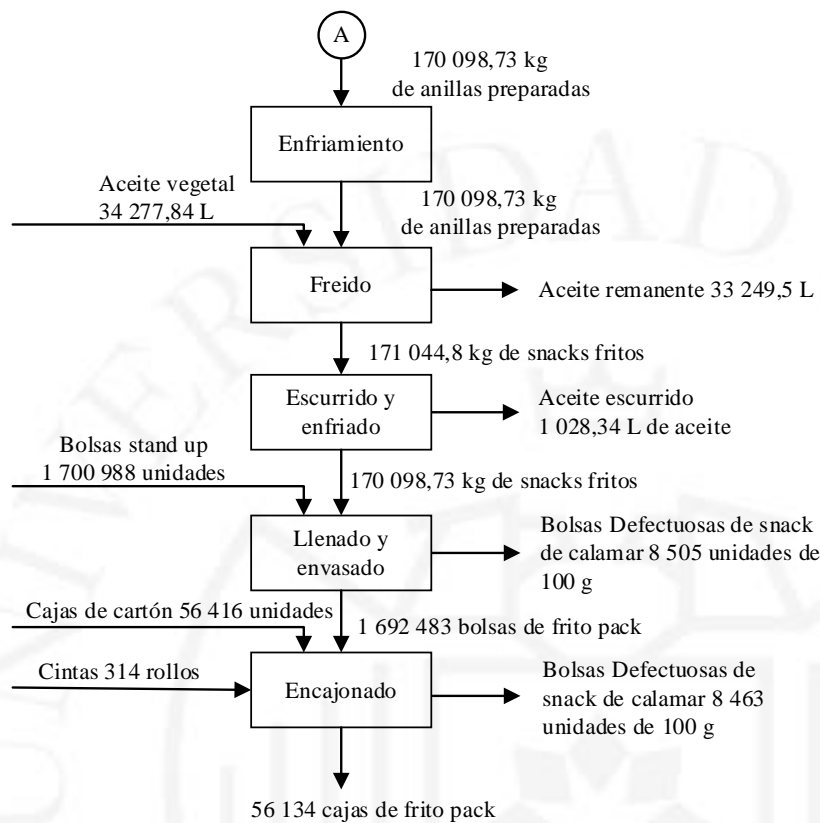 A
170 098,73 kg
de anillas preparadas
Enfriamiento
Aceite vegetal
34 277,84 L
170 098,73 kg
de anillas preparadas
Freido
Aceite remanente 33 249,5 L
171 044,8 kg de snacks fritos
Escurrido y
enfriado
Aceite escurrido
1 028,34 L de aceite
Bolsas stand up
1 700 988 unidades
170 098,73 kg de snacks fritos
Llenado y
envasado
Bolsas Defectuosas de snack
de calamar 8 505 unidades de
100 g
Cajas de cartón 56 416 unidades
1 692 483 bolsas de frito pack
Cintas 314 rollos
Encajonado
Bolsas Defectuosas de
snack de calamar 8 463
unidades de 100 g
56 134 cajas de frito pack
UNIVERSIDAD